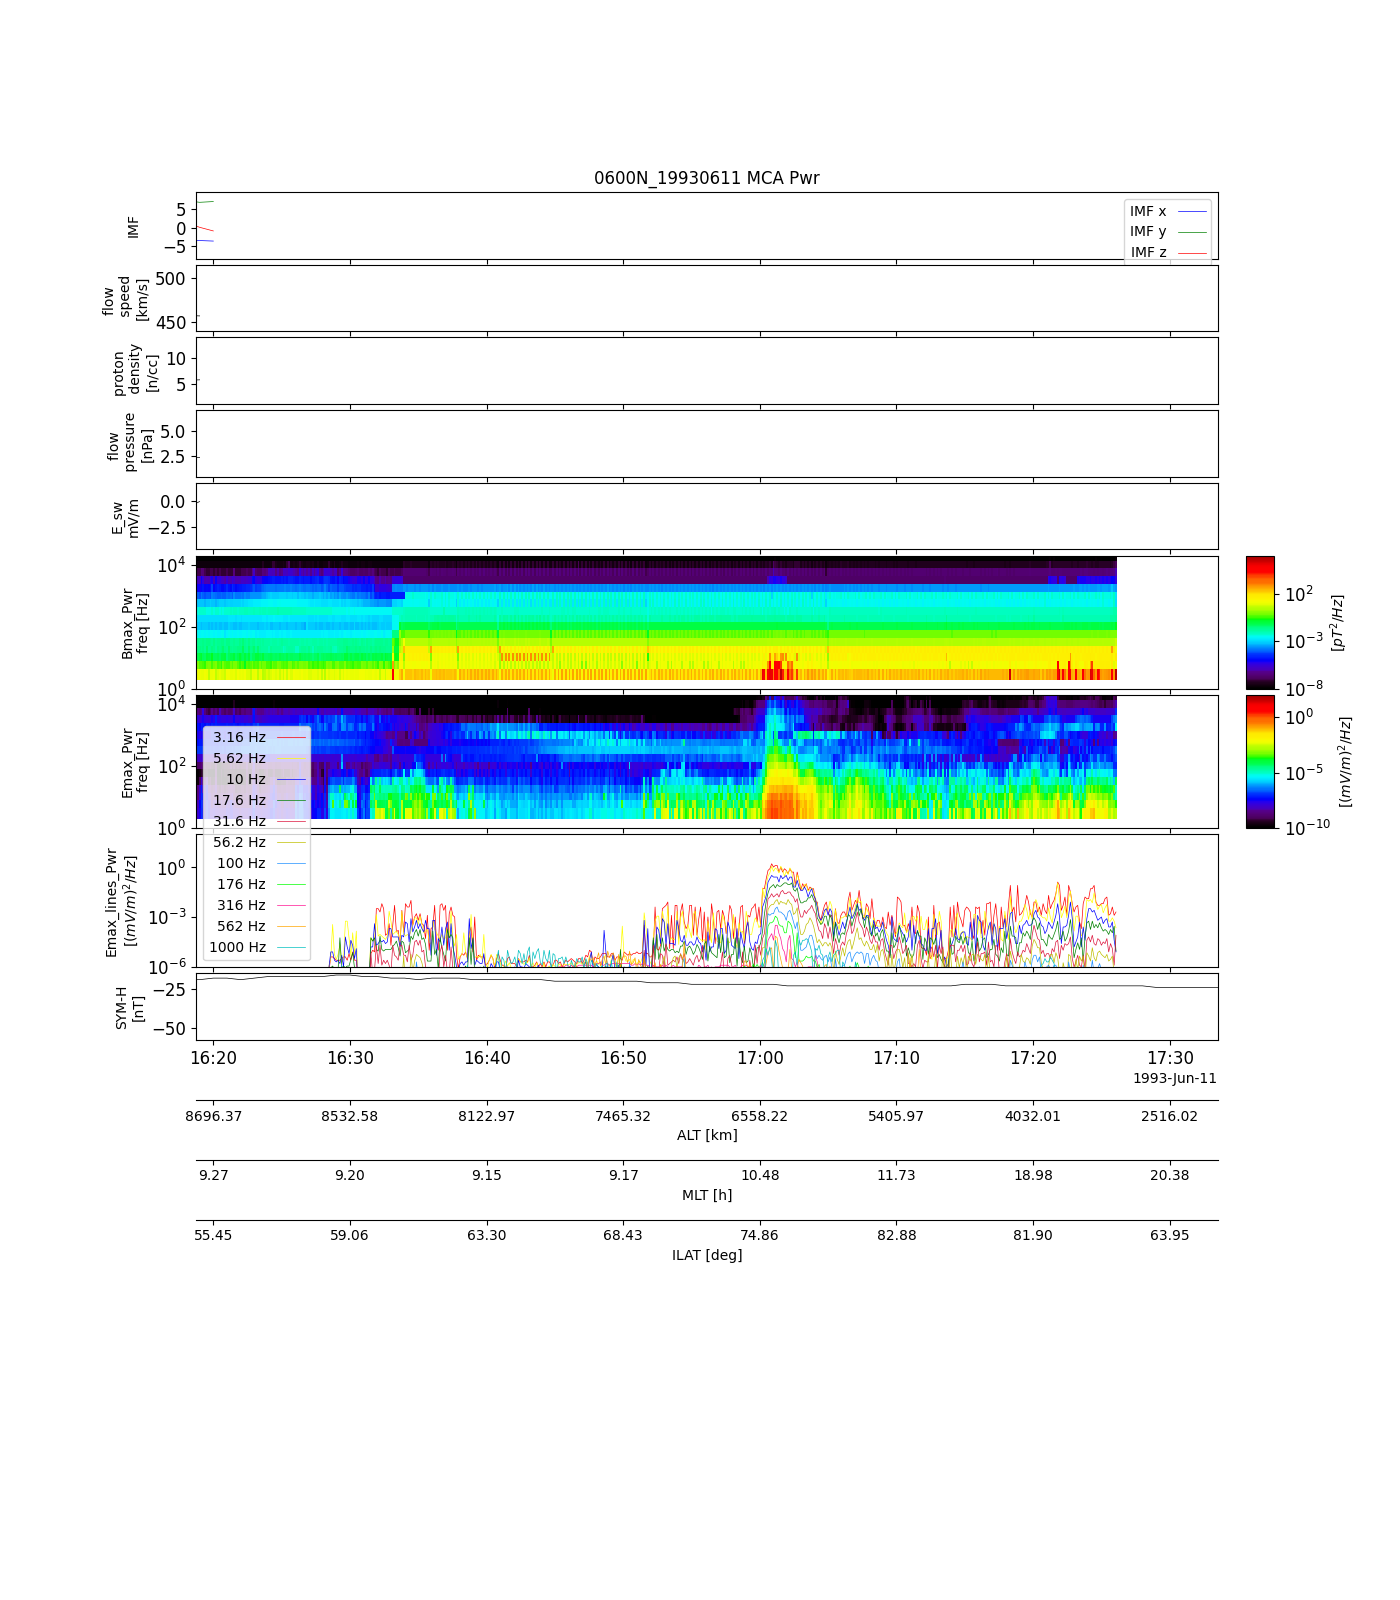 0600N_19930611 MCA Pwr
IMF
5
0
−5
IMF x
IMF y
IMF z
flow
speed
[km/s]
500
450
proton
density
[n/cc]
10
5
flow
pressure
[nPa]
5.0
2.5
E_sw
mV/m
0.0
−2.5
Bmax_Pwr
freq [Hz]
10^4
10^2
10^0
10^2
10^−3
10^−8
[pT^2/Hz]
Emax_Pwr
freq [Hz]
10^4
10^2
10^0
10^0
10^−5
10^−10
[(mV/m)^2/Hz]
3.16 Hz
5.62 Hz
10 Hz
17.6 Hz
31.6 Hz
56.2 Hz
100 Hz
176 Hz
316 Hz
562 Hz
1000 Hz
Emax_lines_Pwr
[(mV/m)^2/Hz]
10^0
10^−3
10^−6
SYM-H
[nT]
−25
−50
16:20 16:30 16:40 16:50 17:00 17:10 17:20 17:30
1993-Jun-11
8696.37 8532.58 8122.97 7465.32 6558.22 5405.97 4032.01 2516.02
ALT [km]
9.27 9.20 9.15 9.17 10.48 11.73 18.98 20.38
MLT [h]
55.45 59.06 63.30 68.43 74.86 82.88 81.90 63.95
ILAT [deg]